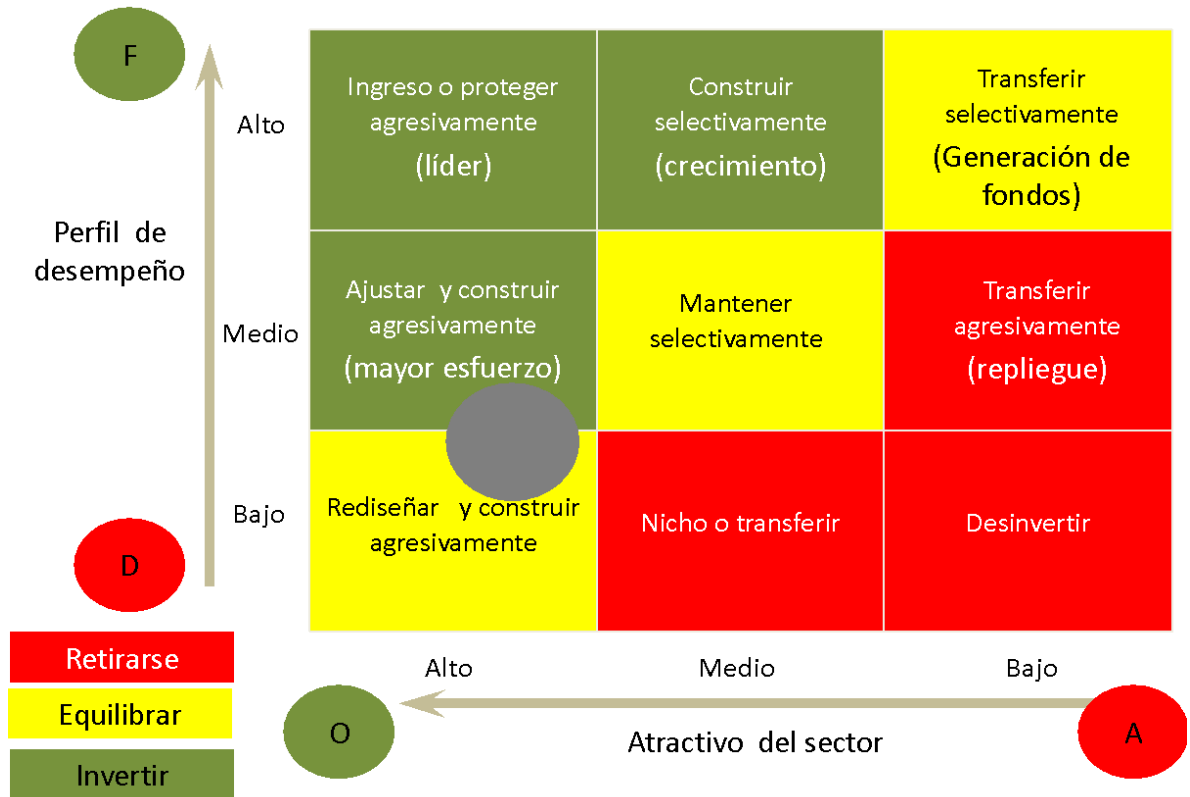 F
Alto
Ingreso o proteger
agresivamente
(líder)
Construir
selectivamente
(crecimiento)
Transferir
selectivamente
(Generación de
fondos)
Perfil de
desempeño
Medio
Ajustar y construir
agresivamente
(mayor esfuerzo)
Mantener
selectivamente
Transferir
agresivamente
(repliegue)
Bajo
Rediseñar y construir
agresivamente
Nicho o transferir
Desinvertir
D
Retirarse
Equilibrar
Invertir
Alto
Medio
Bajo
O
Atractivo del sector
A